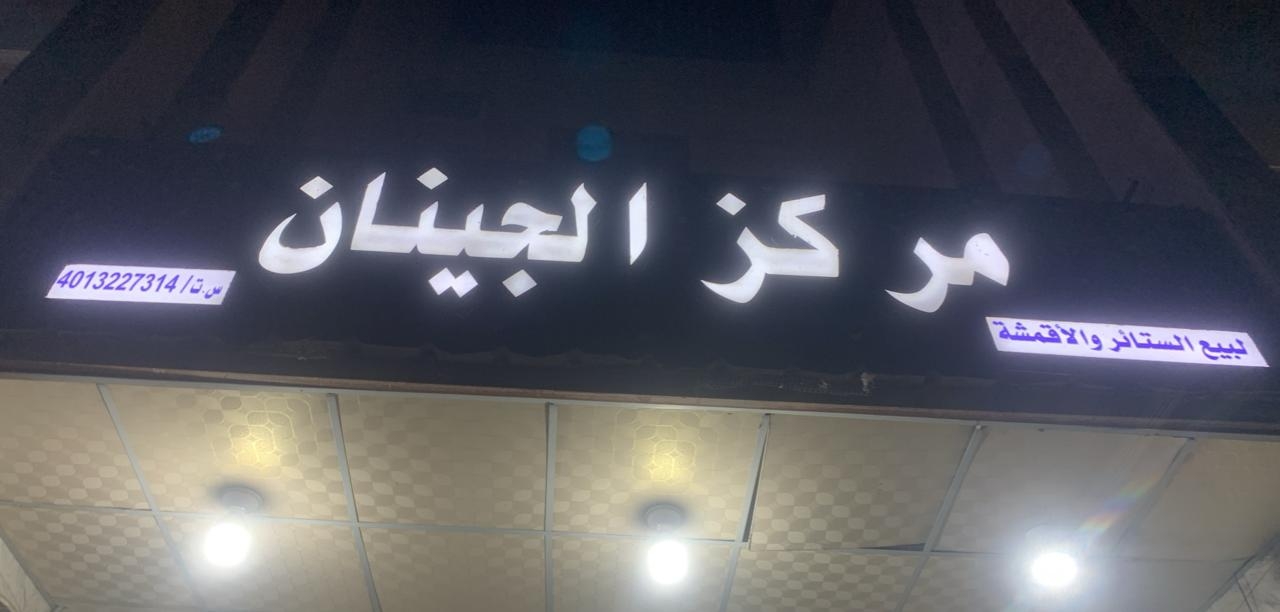 مركز الجينان
لبيع الستائر والأقمشة
س.ت/ 4013227314